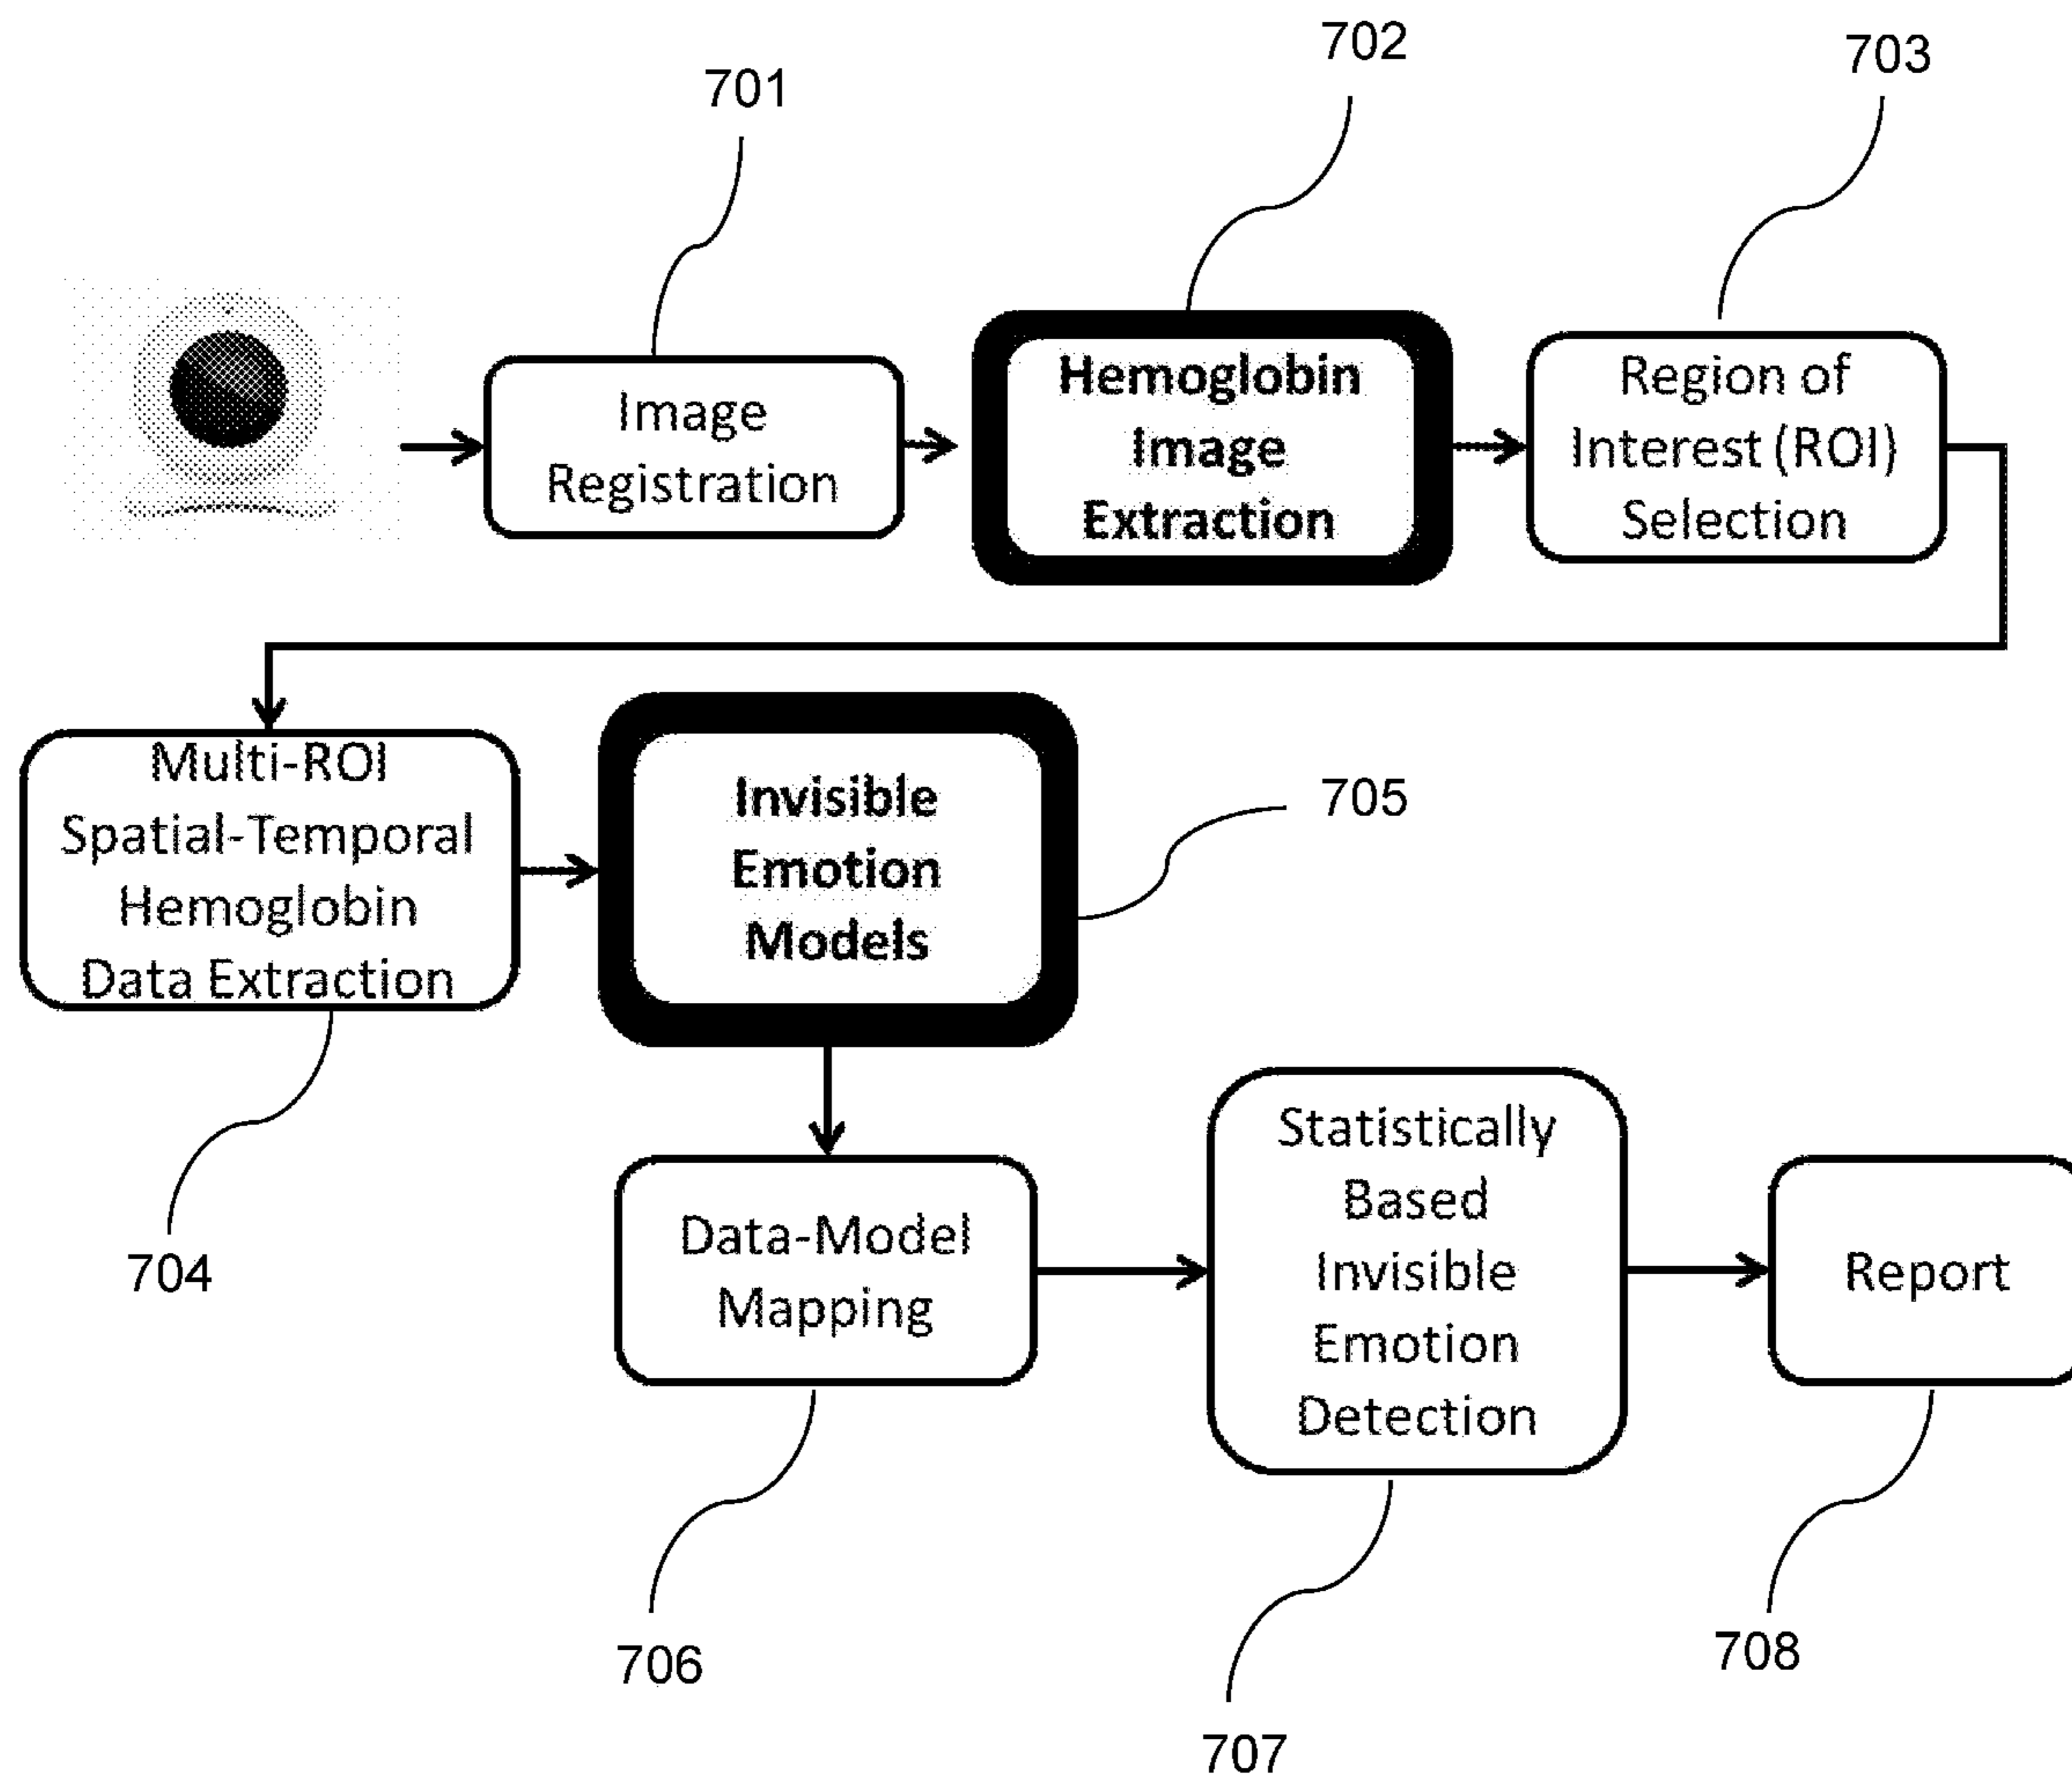 701
702
703
Image
Registration
Hemoglobin
Image
Extraction
Region of
Interest (ROI)
Selection
Multi-ROI
Spatial-Temporal
Hemoglobin
Data Extraction
704
Invisible
Emotion
Models
705
Data-Model
Mapping
706
Statistically
Based
Invisible
Emotion
Detection
707
Report
708